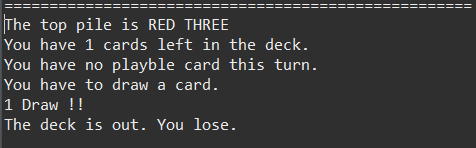 ==================================================
The top pile is RED THREE
You have 1 cards left in the deck.
You have no playble card this turn.
You have to draw a card.
1 Draw !!
The deck is out. You lose.